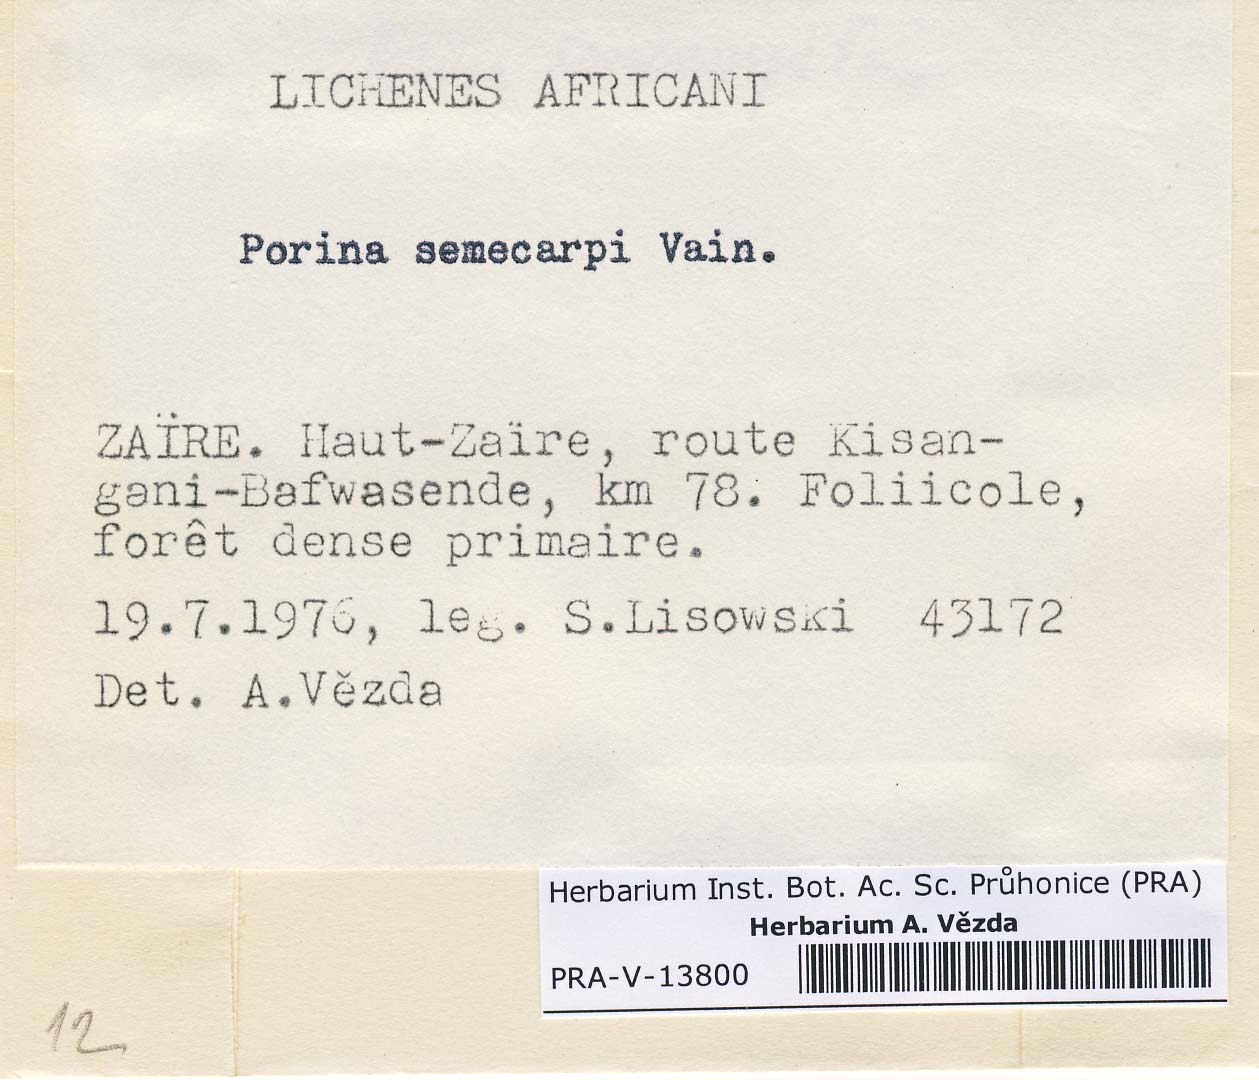 LICHENES AFRICANI
Porina semecarpi Vain.
ZAÏRE. Haut-Zaïre, route Kisan-
gani-Bafwasende, km 78. Foliicole,
forêt dense primaire.
19.7.1976, leg. S.Lisowski 43172
Det. A.Vězda
Herbarium Inst. Bot. Ac. Sc. Průhonice (PRA)
Herbarium A. Vězda
PRA-V-13800
12